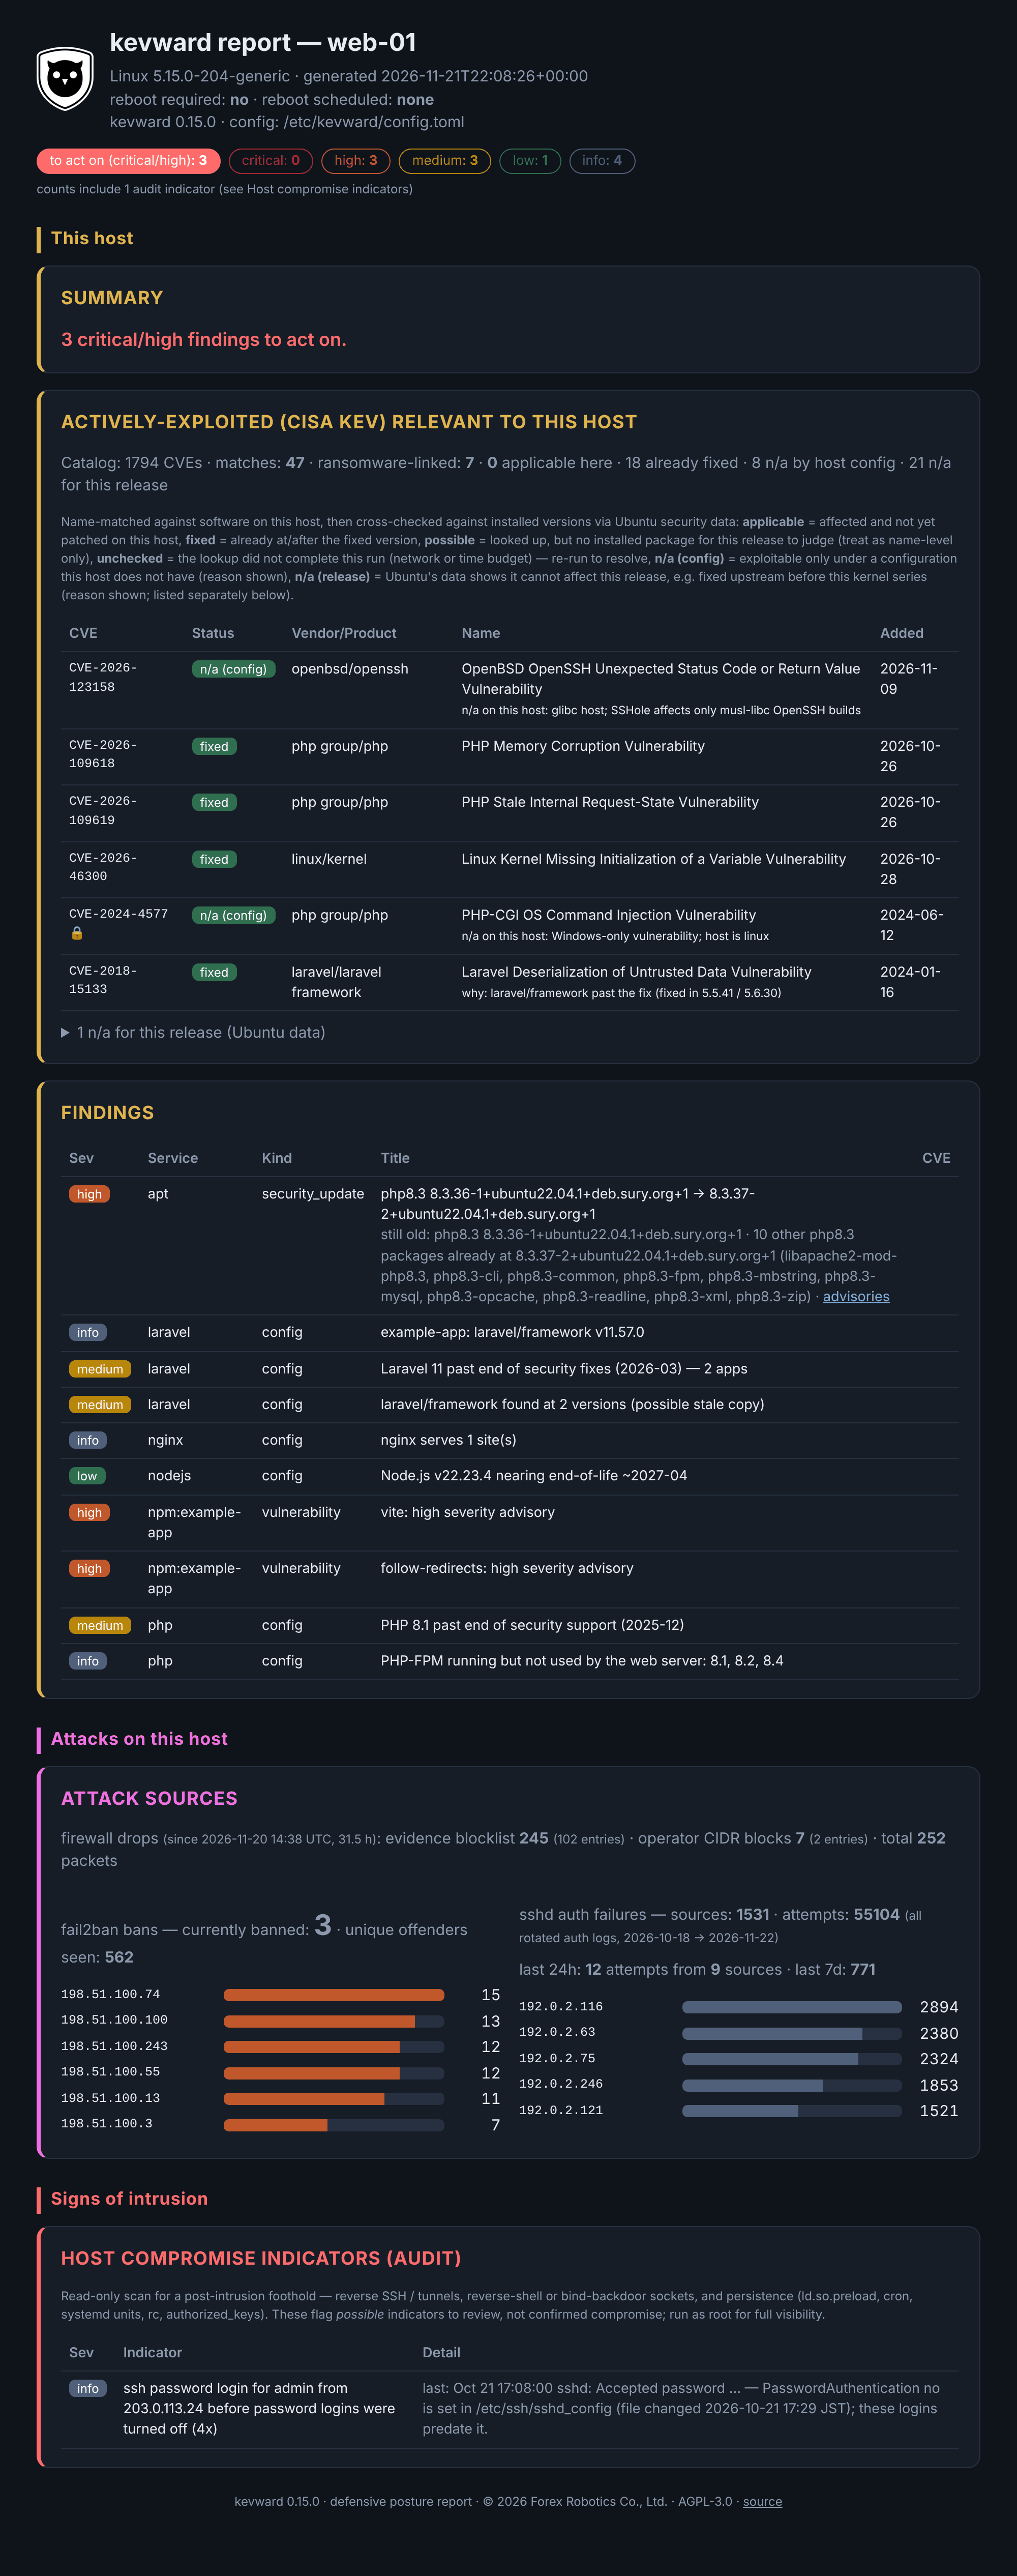 kevward report — web-01
Linux 5.15.0-204-generic · generated 2026-11-21T22:08:26+00:00
reboot required: no · reboot scheduled: none
kevward 0.15.0 · config: /etc/kevward/config.toml
to act on (critical/high): 3
critical: 0
high: 3
medium: 3
low: 1
info: 4
counts include 1 audit indicator (see Host compromise indicators)
This host
SUMMARY
3 critical/high findings to act on.
ACTIVELY-EXPLOITED (CISA KEV) RELEVANT TO THIS HOST
Catalog: 1794 CVEs · matches: 47 · ransomware-linked: 7 · 0 applicable here · 18 already fixed · 8 n/a by host config · 21 n/a
for this release
Name-matched against software on this host, then cross-checked against installed versions via Ubuntu security data: applicable = affected and not yet
patched on this host, fixed = already at/after the fixed version, possible = looked up, but no installed package for this release to judge (treat as name-level
only), unchecked = the lookup did not complete this run (network or time budget) — re-run to resolve, n/a (config) = exploitable only under a configuration
this host does not have (reason shown), n/a (release) = Ubuntu's data shows it cannot affect this release, e.g. fixed upstream before this kernel series
(reason shown; listed separately below).
CVE Status Vendor/Product Name Added
CVE-2026- n/a (config) openbsd/openssh OpenBSD OpenSSH Unexpected Status Code or Return Value 2026-11-
123158 Vulnerability 09
n/a on this host: glibc host; SSHole affects only musl-libc OpenSSH builds
CVE-2026- fixed php group/php PHP Memory Corruption Vulnerability 2026-10-
109618 26
CVE-2026- fixed php group/php PHP Stale Internal Request-State Vulnerability 2026-10-
109619 26
CVE-2026- fixed linux/kernel Linux Kernel Missing Initialization of a Variable Vulnerability 2026-10-
46300 28
CVE-2024-4577 n/a (config) php group/php PHP-CGI OS Command Injection Vulnerability 2024-06-
n/a on this host: Windows-only vulnerability; host is linux 12
CVE-2018- fixed laravel/laravel Laravel Deserialization of Untrusted Data Vulnerability 2024-01-
15133 framework why: laravel/framework past the fix (fixed in 5.5.41 / 5.6.30) 16
1 n/a for this release (Ubuntu data)
FINDINGS
Sev Service Kind Title CVE
high apt security_update php8.3 8.3.36-1+ubuntu22.04.1+deb.sury.org+1 → 8.3.37-
2+ubuntu22.04.1+deb.sury.org+1
still old: php8.3 8.3.36-1+ubuntu22.04.1+deb.sury.org+1 · 10 other php8.3
packages already at 8.3.37-2+ubuntu22.04.1+deb.sury.org+1 (libapache2-mod-
php8.3, php8.3-cli, php8.3-common, php8.3-fpm, php8.3-mbstring, php8.3-
mysql, php8.3-opcache, php8.3-readline, php8.3-xml, php8.3-zip) · advisories
info laravel config example-app: laravel/framework v11.57.0
medium laravel config Laravel 11 past end of security fixes (2026-03) — 2 apps
medium laravel config laravel/framework found at 2 versions (possible stale copy)
info nginx config nginx serves 1 site(s)
low nodejs config Node.js v22.23.4 nearing end-of-life ~2027-04
high npm:example- vulnerability vite: high severity advisory
app
high npm:example- vulnerability follow-redirects: high severity advisory
app
medium php config PHP 8.1 past end of security support (2025-12)
info php config PHP-FPM running but not used by the web server: 8.1, 8.2, 8.4
Attacks on this host
ATTACK SOURCES
firewall drops (since 2026-11-20 14:38 UTC, 31.5 h): evidence blocklist 245 (102 entries) · operator CIDR blocks 7 (2 entries) · total 252
packets
fail2ban bans — currently banned: 3 · unique offenders
seen: 562
198.51.100.74 15
198.51.100.100 13
198.51.100.243 12
198.51.100.55 12
198.51.100.13 11
198.51.100.3 7
sshd auth failures — sources: 1531 · attempts: 55104 (all
rotated auth logs, 2026-10-18 → 2026-11-22)
last 24h: 12 attempts from 9 sources · last 7d: 771
192.0.2.116 2894
192.0.2.63 2380
192.0.2.75 2324
192.0.2.246 1853
192.0.2.121 1521
Signs of intrusion
HOST COMPROMISE INDICATORS (AUDIT)
Read-only scan for a post-intrusion foothold — reverse SSH / tunnels, reverse-shell or bind-backdoor sockets, and persistence (ld.so.preload, cron,
systemd units, rc, authorized_keys). These flag possible indicators to review, not confirmed compromise; run as root for full visibility.
Sev Indicator Detail
info ssh password login for admin from last: Oct 21 17:08:00 sshd: Accepted password ... — PasswordAuthentication no
203.0.113.24 before password logins were is set in /etc/ssh/sshd_config (file changed 2026-10-21 17:29 JST); these logins
turned off (4x) predate it.
kevward 0.15.0 · defensive posture report · © 2026 Forex Robotics Co., Ltd. · AGPL-3.0 · source